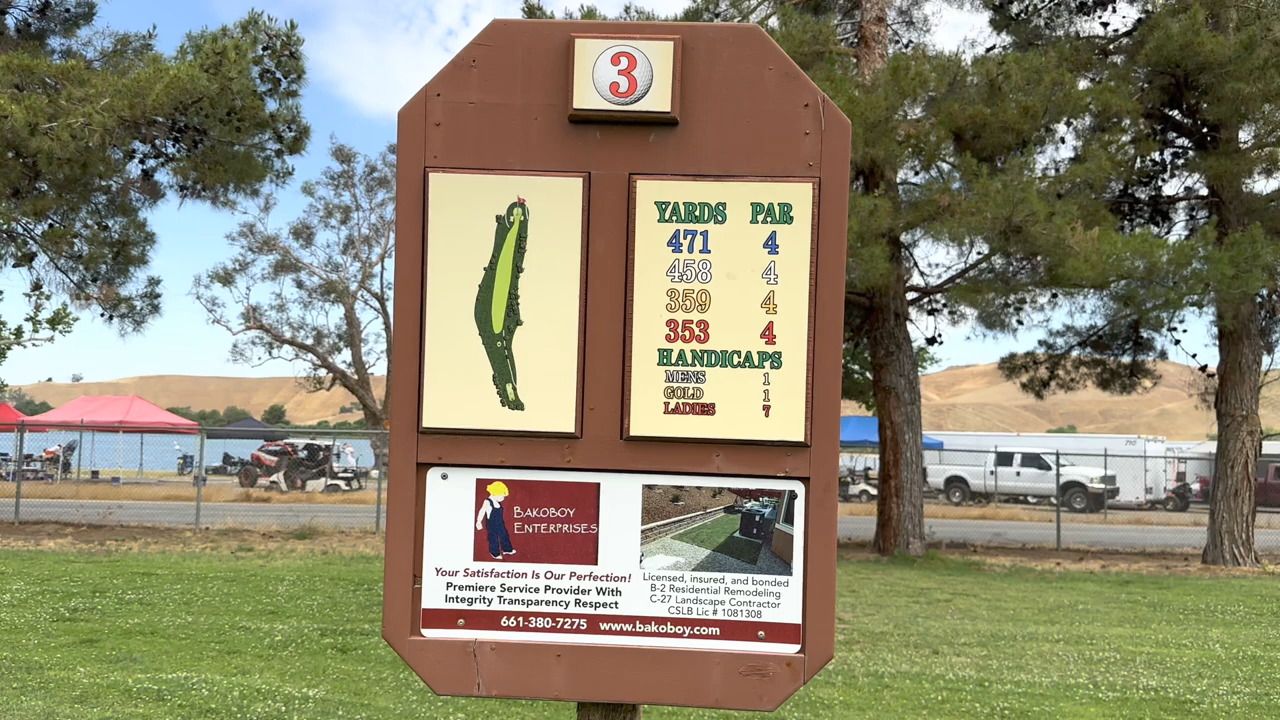 3
YARDS PAR
471 4
458 4
359 4
353 4
HANDICAPS
MENS 1
GOLD 1
LADIES 7
BAKOBOY
ENTERPRISES
Your Satisfaction Is Our Perfection!
Premiere Service Provider With
Integrity Transparency Respect
Licensed, insured, and bonded
B-2 Residential Remodeling
C-27 Landscape Contractor
CSLB Lic # 1081308
661-380-7275 www.bakoboy.com
710